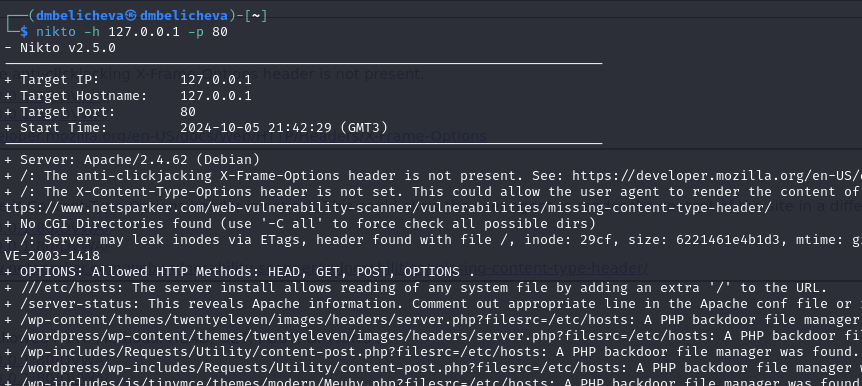 ┌──(dmbelicheva㉿dmbelicheva)-[~]
└─$ nikto -h 127.0.0.1 -p 80
- Nikto v2.5.0
---------------------------------------------------------------------------
+ Target IP:          127.0.0.1
+ Target Hostname:    127.0.0.1
+ Target Port:        80
+ Start Time:         2024-10-05 21:42:29 (GMT3)
---------------------------------------------------------------------------
+ Server: Apache/2.4.62 (Debian)
+ /: The anti-clickjacking X-Frame-Options header is not present. See: https://developer.mozilla.org/en-US/
+ /: The X-Content-Type-Options header is not set. This could allow the user agent to render the content of
ttps://www.netsparker.com/web-vulnerability-scanner/vulnerabilities/missing-content-type-header/
+ No CGI Directories found (use '-C all' to force check all possible dirs)
+ /: Server may leak inodes via ETags, header found with file /, inode: 29cf, size: 6221461e4b1d3, mtime: g
VE-2003-1418
+ OPTIONS: Allowed HTTP Methods: HEAD, GET, POST, OPTIONS .
+ ///etc/hosts: The server install allows reading of any system file by adding an extra '/' to the URL.
+ /server-status: This reveals Apache information. Comment out appropriate line in the Apache conf file or
+ /wp-content/themes/twentyeleven/images/headers/server.php?filesrc=/etc/hosts: A PHP backdoor file manager
+ /wordpress/wp-content/themes/twentyeleven/images/headers/server.php?filesrc=/etc/hosts: A PHP backdoor fi
+ /wp-includes/Requests/Utility/content-post.php?filesrc=/etc/hosts: A PHP backdoor file manager was found.
+ /wordpress/wp-includes/Requests/Utility/content-post.php?filesrc=/etc/hosts: A PHP backdoor file manager
+ /wp-includes/js/tinymce/themes/modern/Meuhy.php?filesrc=/etc/hosts: A PHP backdoor file manager was found